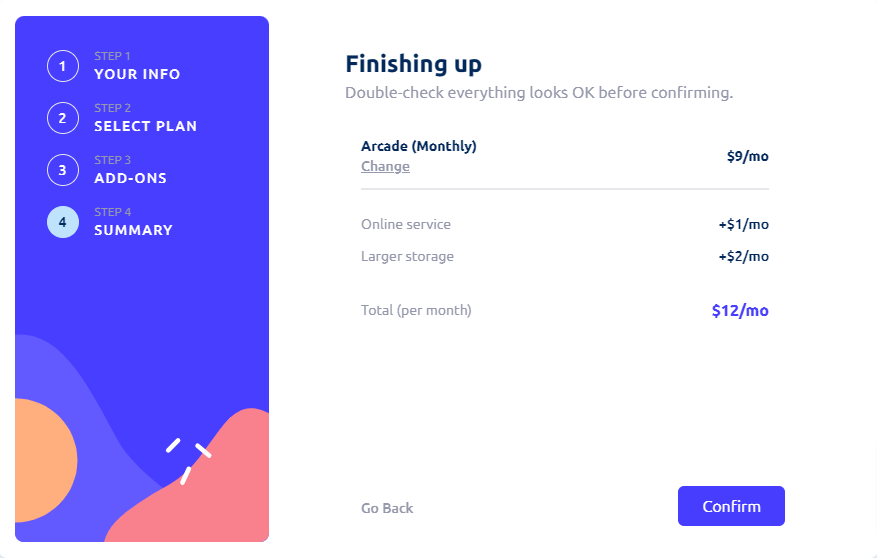 1
STEP 1
YOUR INFO
2
STEP 2
SELECT PLAN
3
STEP 3
ADD-ONS
4
STEP 4
SUMMARY
Finishing up
Double-check everything looks OK before confirming.
Arcade (Monthly)
Change
$9/mo
Online service +$1/mo
Larger storage +$2/mo
Total (per month) $12/mo
Go Back Confirm